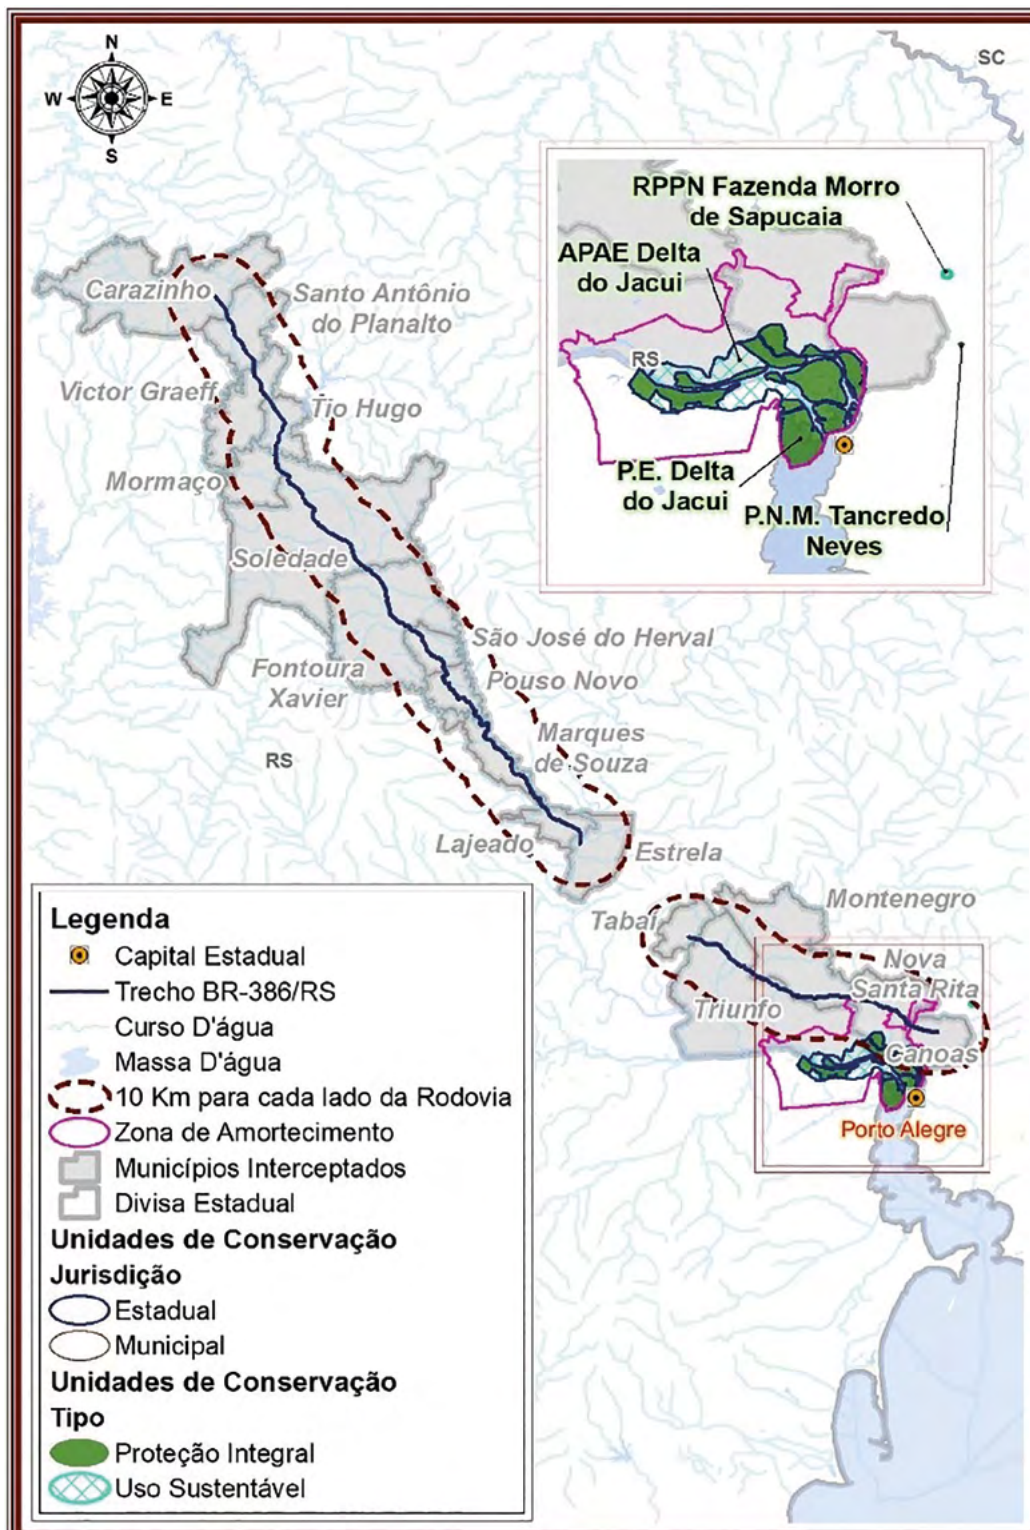 N
W
E
S
SC
RPPN Fazenda Morro
de Sapucaia
APAE Delta
do Jacui
RS
P.E. Delta
do Jacui
P.N.M. Tancredo
Neves
Carazinho
Santo Antônio
do Planalto
Victor Graeff
Tio Hugo
Mormaço
Soledade
São José do Herval
Fontoura
Xavier
Pouso Novo
Marques
de Souza
RS
Lajeado
Estrela
Tabaí
Montenegro
Nova
Santa Rita
Triunfo
Canoas
Porto Alegre
Legenda
Capital Estadual
Trecho BR-386/RS
Curso D'água
Massa D'água
10 Km para cada lado da Rodovia
Zona de Amortecimento
Municípios Interceptados
Divisa Estadual
Unidades de Conservação
Jurisdição
Estadual
Municipal
Unidades de Conservação
Tipo
Proteção Integral
Uso Sustentável